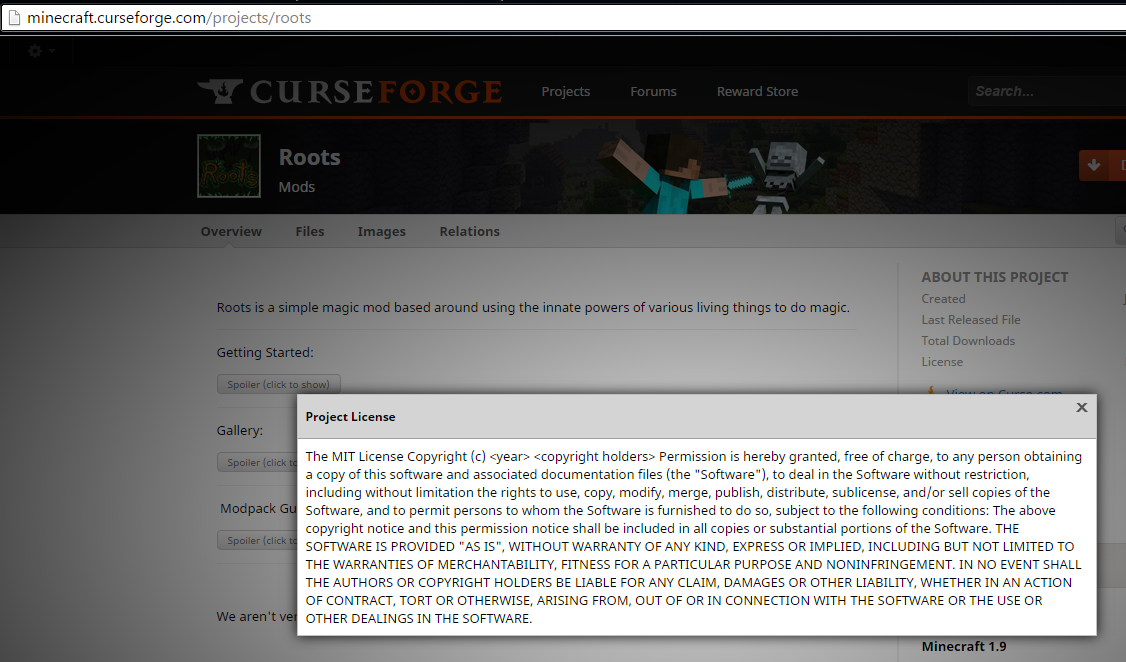 minecraft.curseforge.com/projects/roots
CURSEFORGE
Projects
Forums
Reward Store
Search...
Roots
Roots
Mods
Overview
Files
Images
Relations
Roots is a simple magic mod based around using the innate powers of various living things to do magic.
Getting Started:
Spoiler (click to show)
Gallery:
Spoiler (click to
Modpack
Spoiler (click to
We aren't
ABOUT THIS PROJECT
Created
Last Released File
Total Downloads
License
View on Curse.com
Project License
The MIT License Copyright (c) <year> <copyright holders> Permission is hereby granted, free of charge, to any person obtaining
a copy of this software and associated documentation files (the "Software"), to deal in the Software without restriction,
including without limitation the rights to use, copy, modify, merge, publish, distribute, sublicense, and/or sell copies of the
Software, and to permit persons to whom the Software is furnished to do so, subject to the following conditions: The above
copyright notice and this permission notice shall be included in all copies or substantial portions of the Software. THE
SOFTWARE IS PROVIDED "AS IS", WITHOUT WARRANTY OF ANY KIND, EXPRESS OR IMPLIED, INCLUDING BUT NOT LIMITED TO
THE WARRANTIES OF MERCHANTABILITY, FITNESS FOR A PARTICULAR PURPOSE AND NONINFRINGEMENT. IN NO EVENT SHALL
THE AUTHORS OR COPYRIGHT HOLDERS BE LIABLE FOR ANY CLAIM, DAMAGES OR OTHER LIABILITY, WHETHER IN AN ACTION
OF CONTRACT, TORT OR OTHERWISE, ARISING FROM, OUT OF OR IN CONNECTION WITH THE SOFTWARE OR THE USE OR
OTHER DEALINGS IN THE SOFTWARE.
Minecraft 1.9